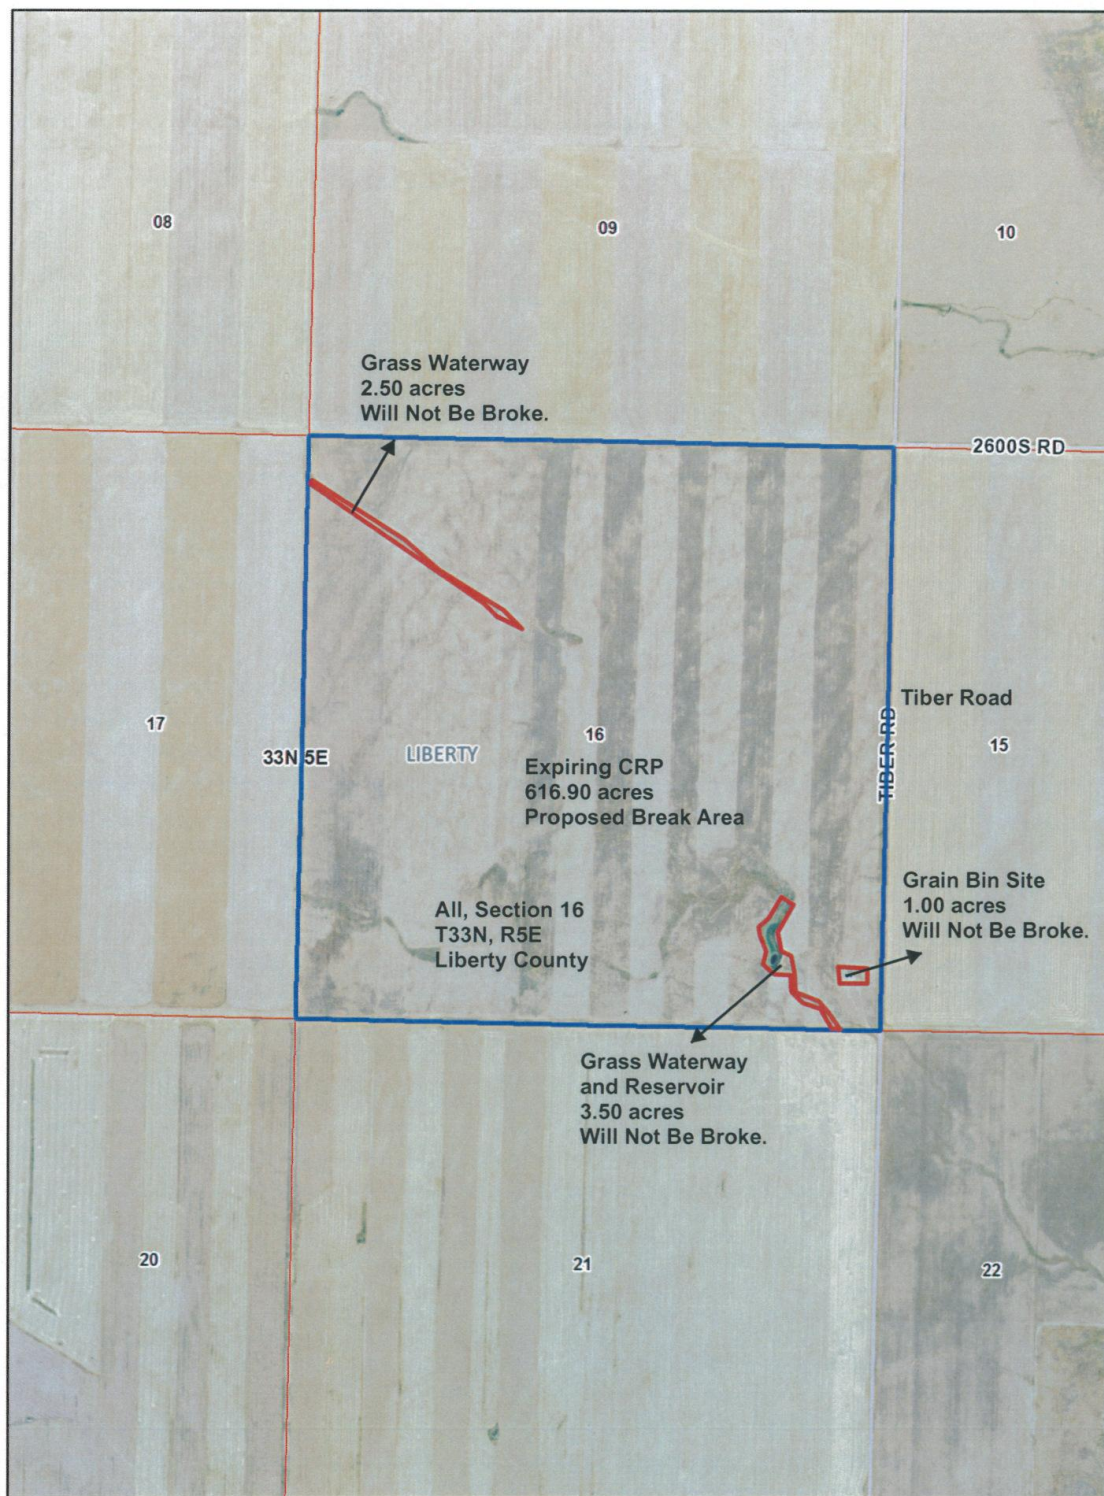 08
09
10
Grass Waterway
2.50 acres
Will Not Be Broke.
2600S RD
Tiber Road
TIBER RD
17
16
15
33N 5E
LIBERTY
Expiring CRP
616.90 acres
Proposed Break Area
Grain Bin Site
1.00 acres
Will Not Be Broke.
All, Section 16
T33N, R5E
Liberty County
Grass Waterway
and Reservoir
3.50 acres
Will Not Be Broke.
20
21
22